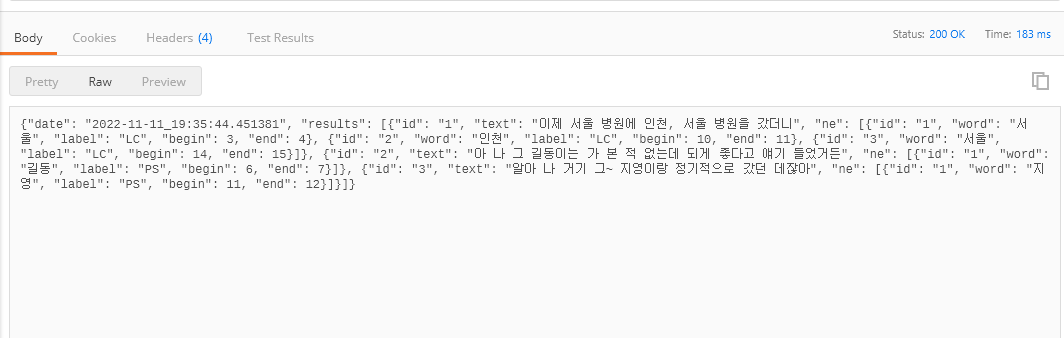 Body Cookies Headers (4) Test Results Status: 200 OK Time: 183 ms
Pretty Raw Preview
{"date": "2022-11-11_19:35:44.451381", "results": [{"id": "1", "text": "이제 서울 병원에 인천, 서울 병원을 갔더니", "ne": [{"id": "1", "word": "서
울", "label": "LC", "begin": 3, "end": 4}, {"id": "2", "word": "인천", "label": "LC", "begin": 10, "end": 11}, {"id": "3", "word": "서울",
"label": "LC", "begin": 14, "end": 15}]}, {"id": "2", "text": "아 나 그 길동이는 가 본 적 없는데 되게 좋다고 얘기 들었거든", "ne": [{"id": "1", "word":
"길동", "label": "PS", "begin": 6, "end": 7}]}, {"id": "3", "text": "알아 나 거기 그~ 지영이랑 정기적으로 갔던 데잖아", "ne": [{"id": "1", "word": "지
영", "label": "PS", "begin": 11, "end": 12}]}]}